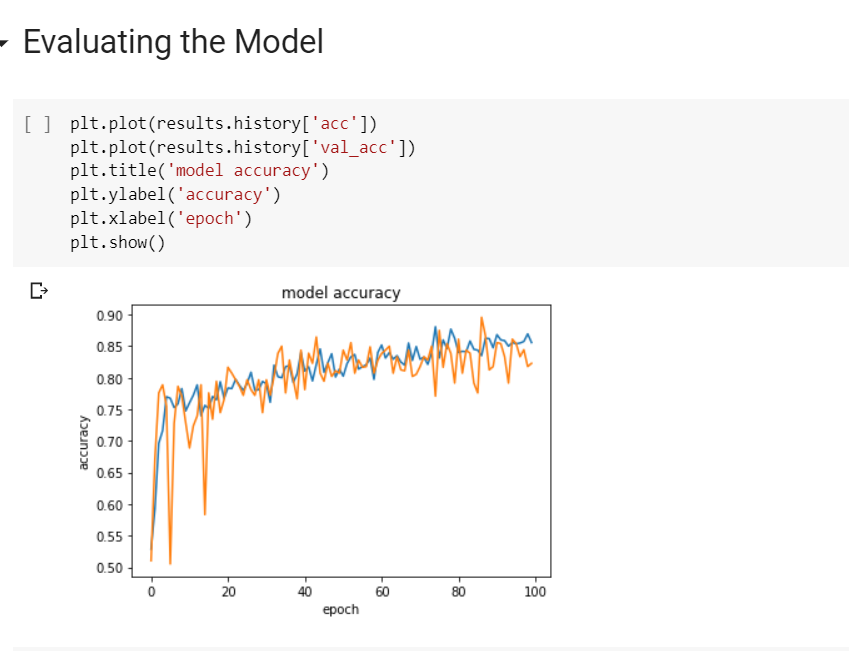 Evaluating the Model
[ ] plt.plot(results.history['acc'])
plt.plot(results.history['val_acc'])
plt.title('model accuracy')
plt.ylabel('accuracy')
plt.xlabel('epoch')
plt.show()
model accuracy
0.90
0.85
0.80
0.75
0.70
0.65
0.60
0.55
0.50
accuracy
0 20 40 60 80 100
epoch